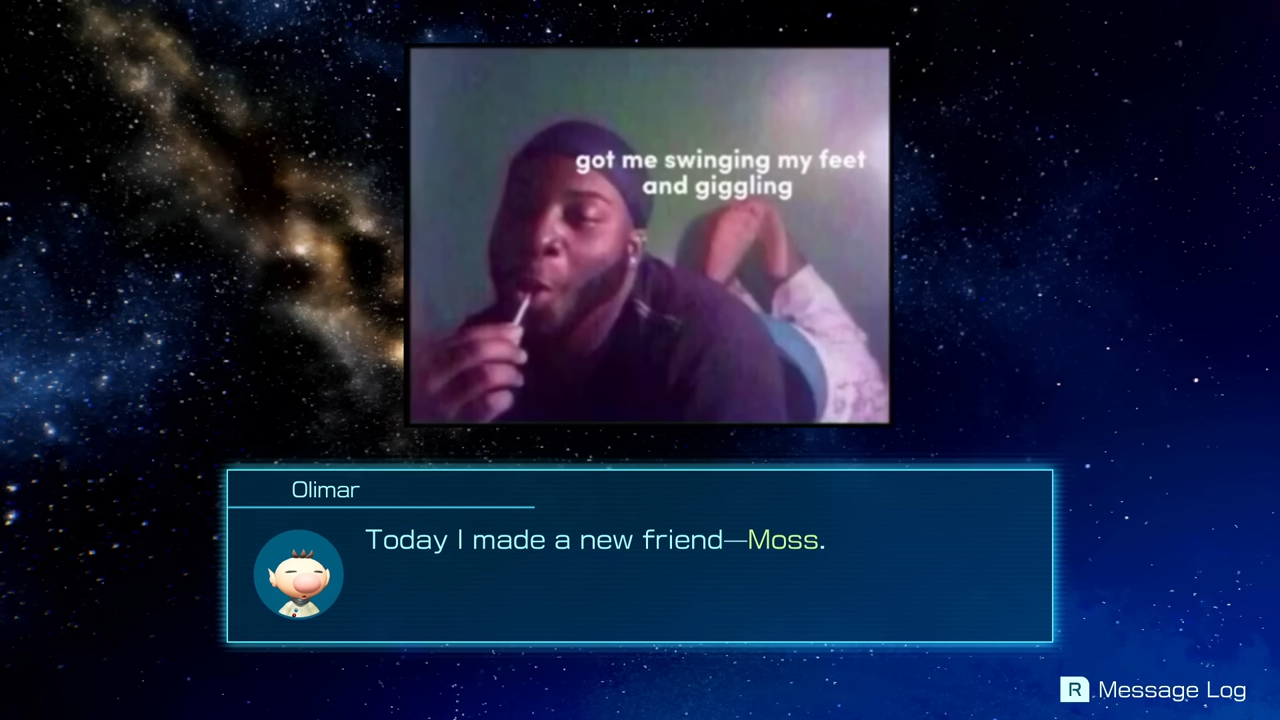 got me swinging my feet
and giggling
Olimar
Today I made a new friend—Moss.
R Message Log